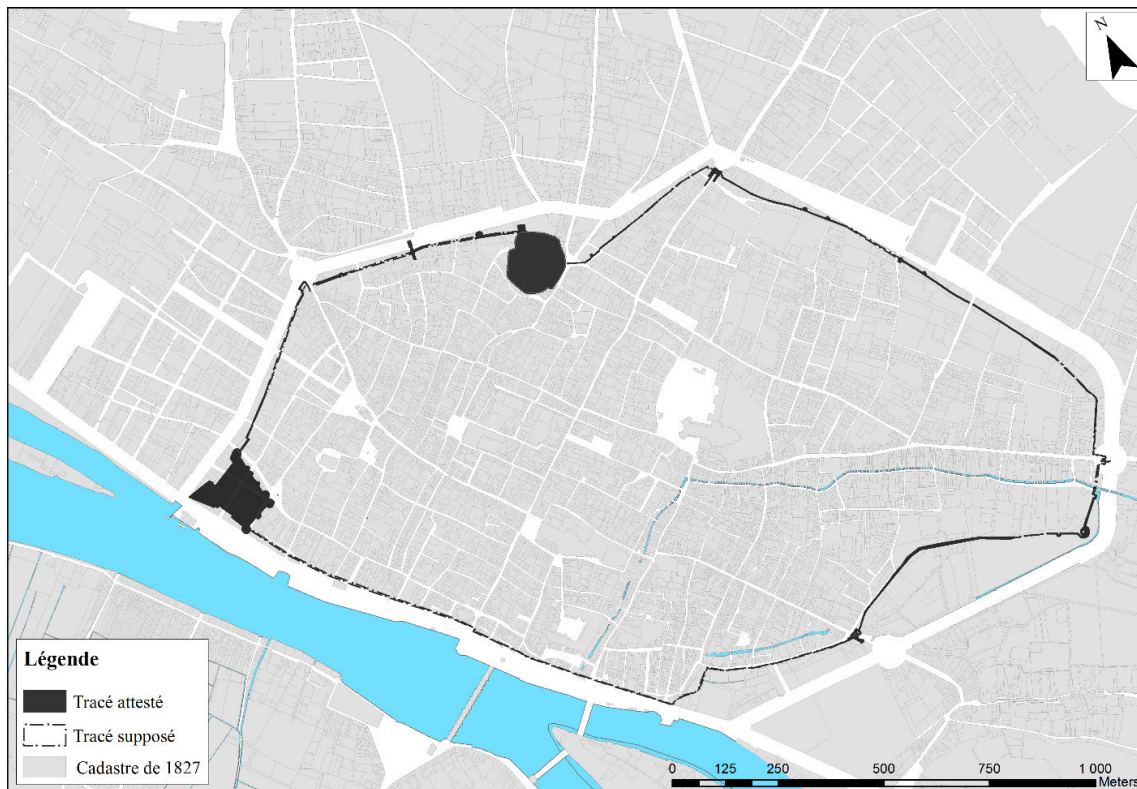 N
Légende
Tracé attesté
Tracé supposé
Cadastre de 1827
0 125 250 500 750 1 000
Meters